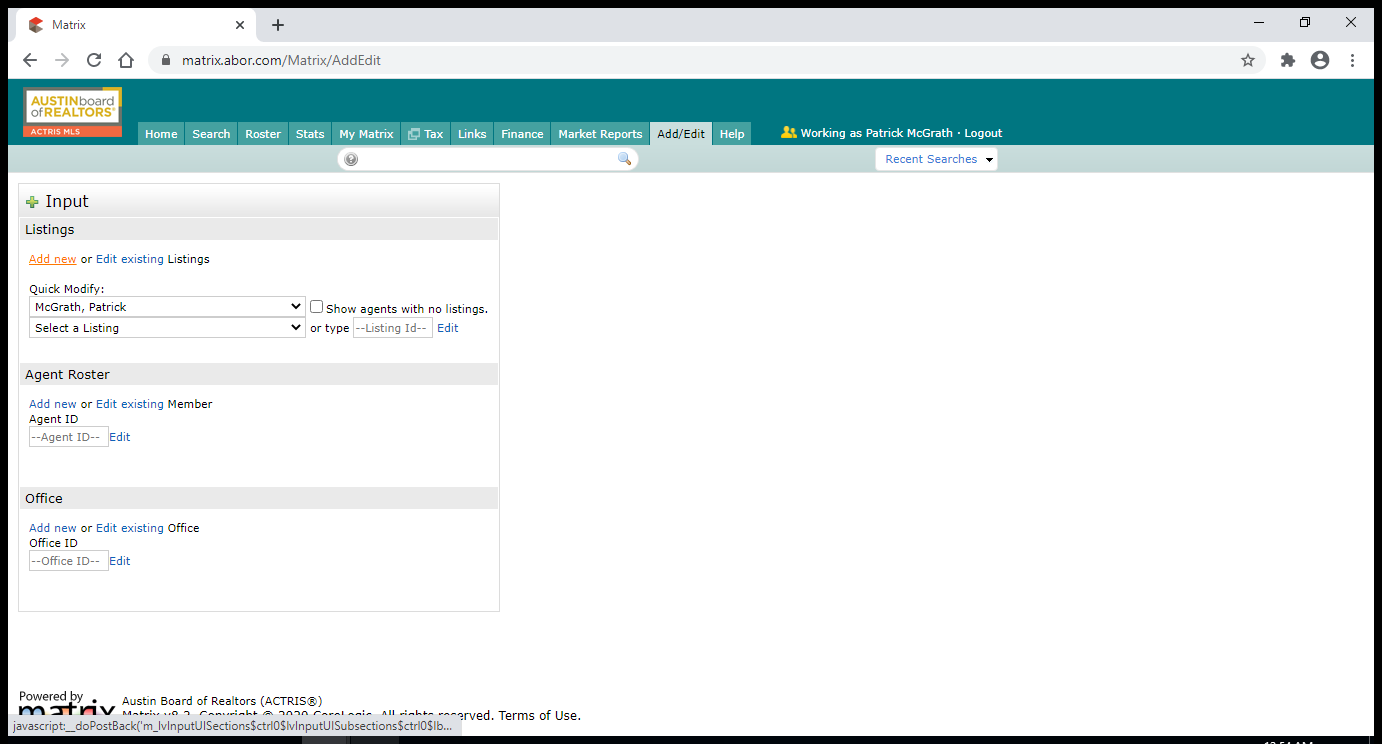 Matrix
matrix.abor.com/Matrix/AddEdit
AUSTINboard
ofREALTORS®
ACTRIS MLS
Home Search Roster Stats My Matrix Tax Links Finance Market Reports Add/Edit Help Working as Patrick McGrath · Logout
Recent Searches
Input
Listings
Add new or Edit existing Listings
Quick Modify:
McGrath, Patrick Show agents with no listings.
Select a Listing or type --Listing Id-- Edit
Agent Roster
Add new or Edit existing Member
Agent ID
--Agent ID-- Edit
Office
Add new or Edit existing Office
Office ID
--Office ID-- Edit
Powered by
matrix
Austin Board of Realtors (ACTRIS®)
Matrix v8.2. Copyright © 2020 CoreLogic. All rights reserved. Terms of Use.
javascript:__doPostBack('m_lvInputUISections$ctrl0$lvInputUISubsections$ctrl0$lb...